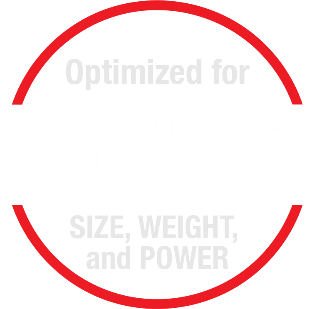 Optimized for
SIZE, WEIGHT,
and POWER